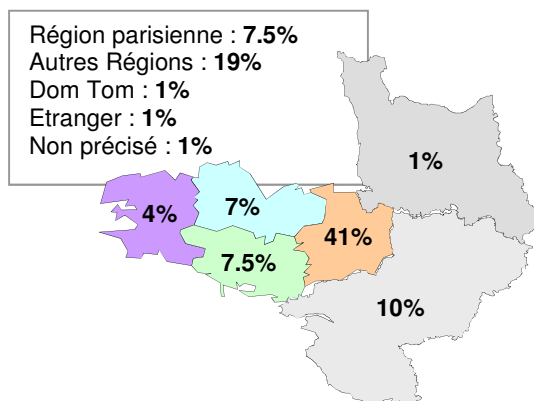 Région parisienne : 7.5%
Autres Régions : 19%
Dom Tom : 1%
Etranger : 1%
Non précisé : 1%
1%
4%
7%
41%
7.5%
10%